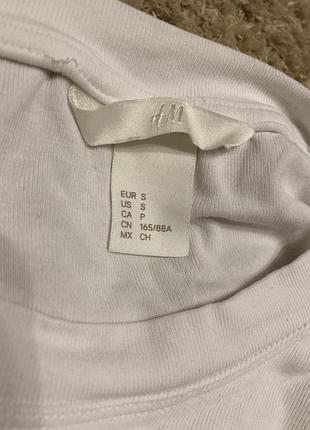 H&M
EUR S
US S
CA P
CN 165/88A
MX CH